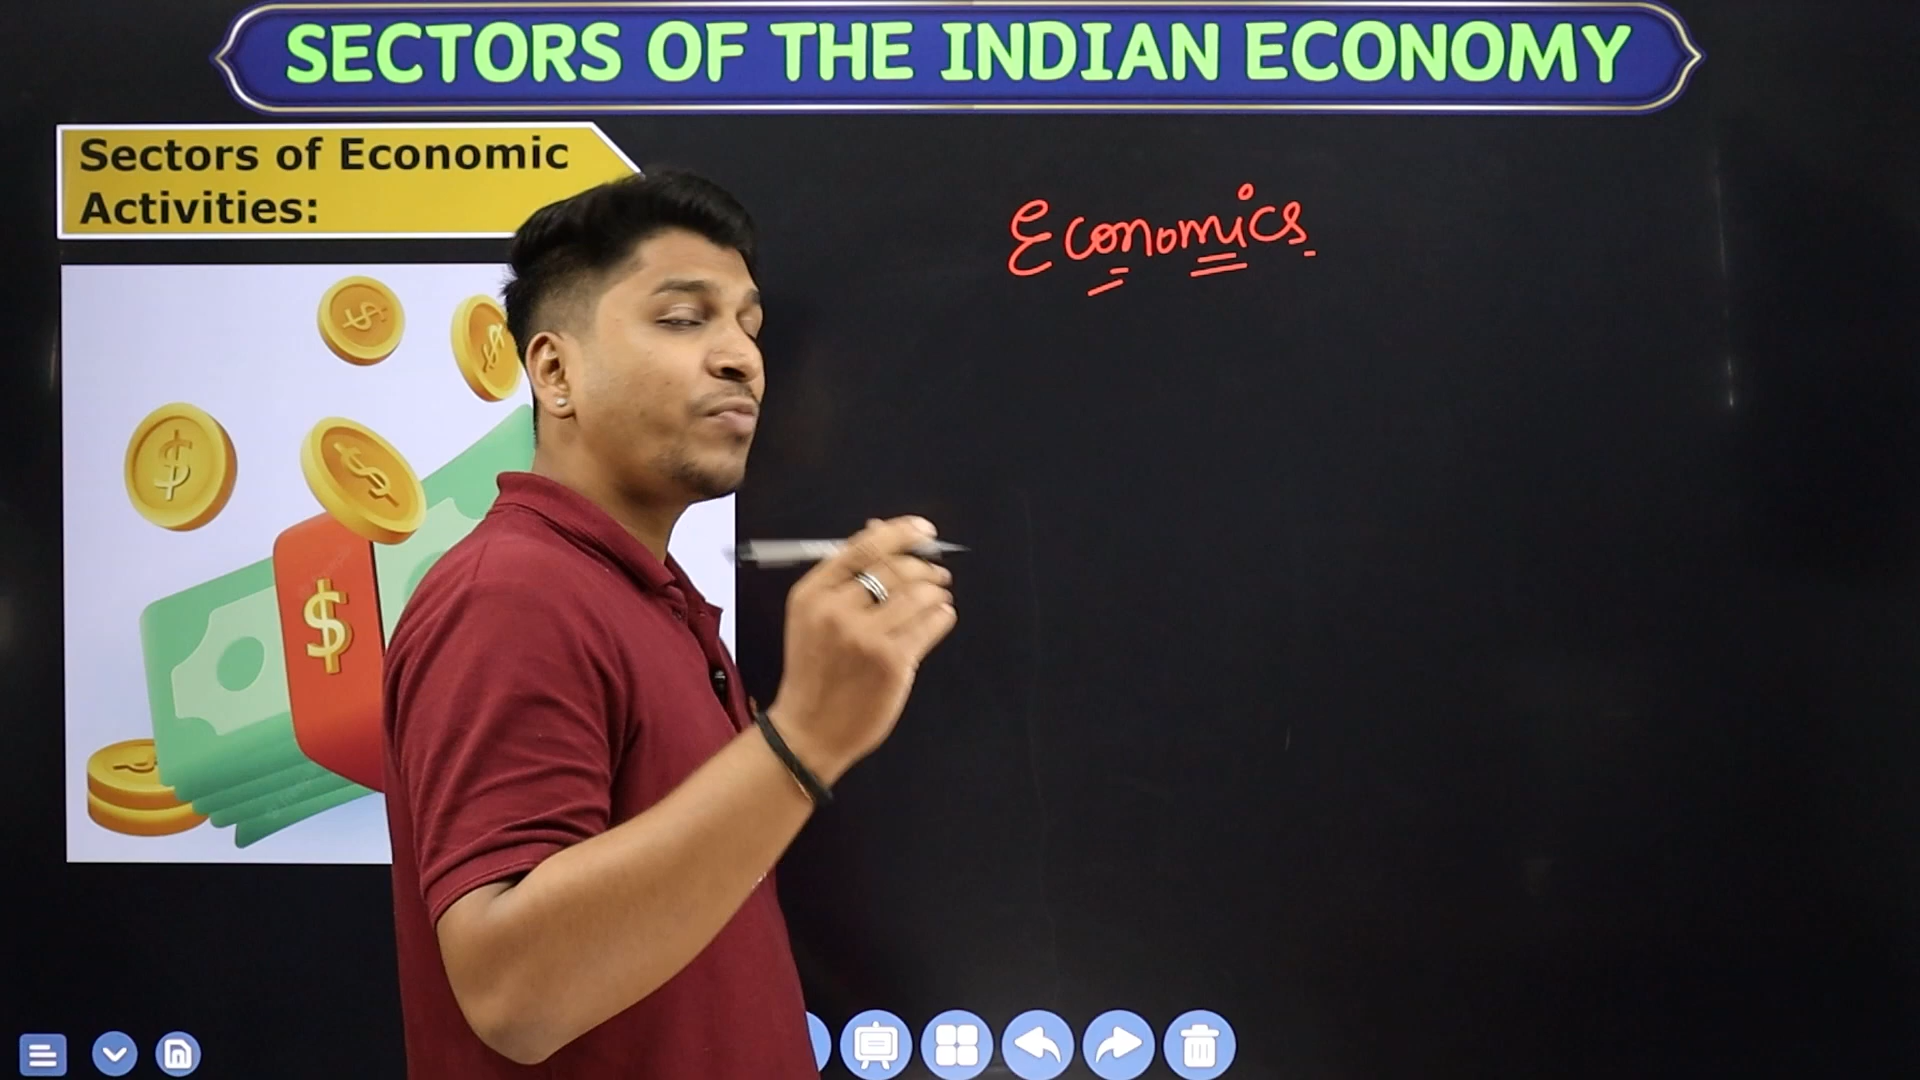 SECTORS OF THE INDIAN ECONOMY
Sectors of Economic
Activities:
Economics
$
$
$
$
$